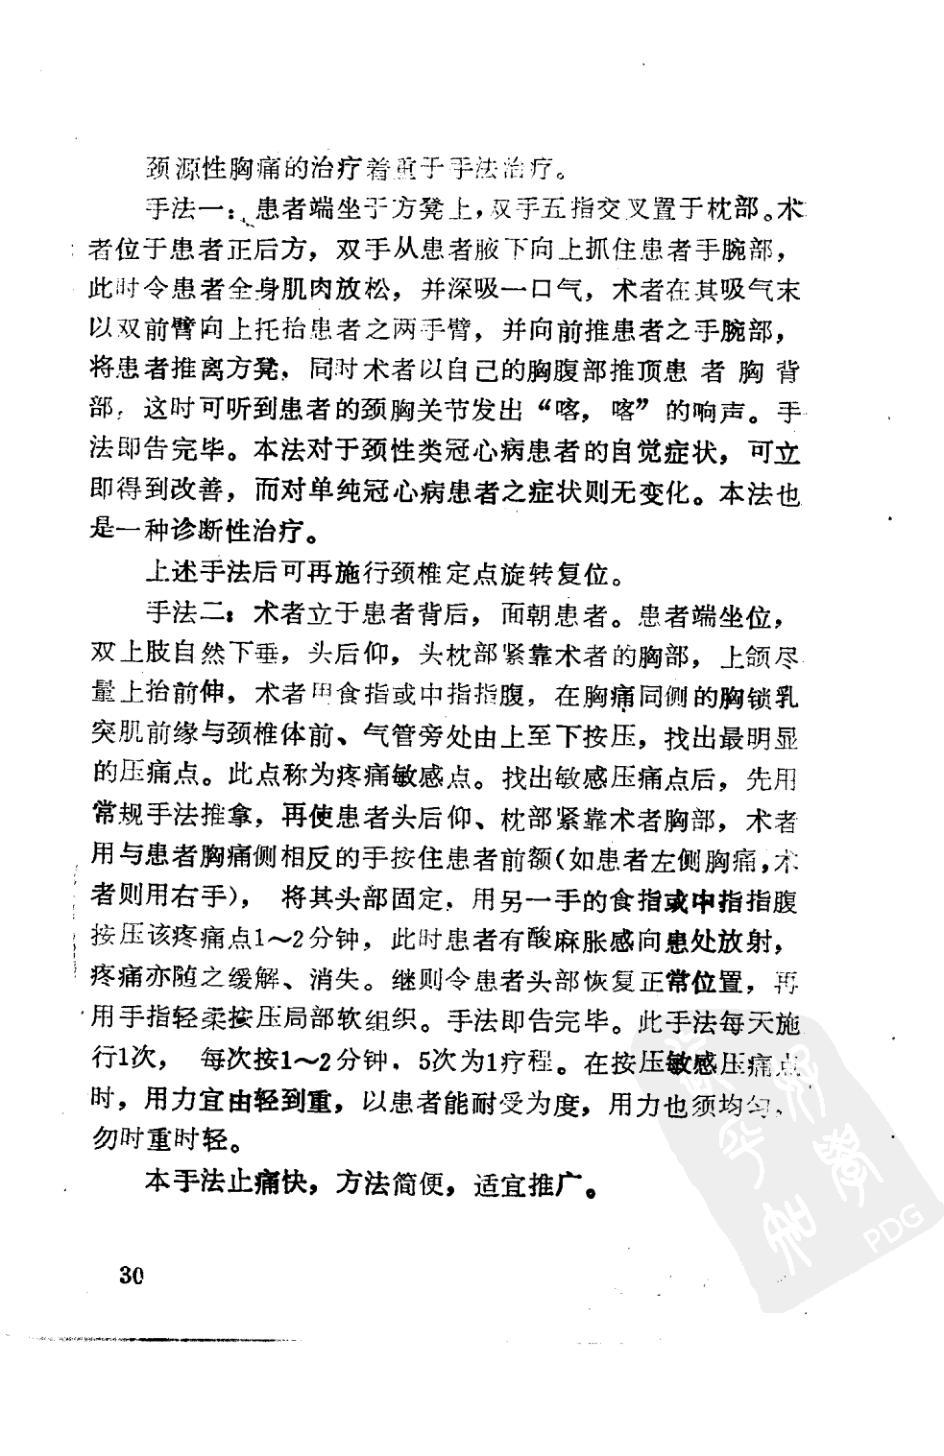 颈源性胸痛的治疗着重于手法治疗。
手法一：患者端坐于方凳上，双手五指交叉置于枕部。术
者位于患者正后方，双手从患者腋下向上抓住患者手腕部，
此时令患者全身肌肉放松，并深吸一口气，术者在其吸气末
以双前臂向上托抬患者之两手臂，并向前推患者之手腕部，
将患者推离方凳，同时术者以自己的胸腹部推顶患者胸背
部，这时可听到患者的颈胸关节发出“喀，喀”的响声。手
法即告完毕。本法对于颈性类冠心病患者的自觉症状，可立
即得到改善，而对单纯冠心病患者之症状则无变化。本法也
是一种诊断性治疗。
上述手法后可再施行颈椎定点旋转复位。
手法二：术者立于患者背后，面朝患者。患者端坐位，
双上肢自然下垂，头后仰，头枕部紧靠术者的胸部，上颌尽
量上抬前伸，术者用食指或中指指腹，在胸痛同侧的胸锁乳
突肌前缘与颈椎体前、气管旁处由上至下按压，找出最明显
的压痛点。此点称为疼痛敏感点。找出敏感压痛点后，先用
常规手法推拿，再使患者头后仰、枕部紧靠术者胸部，术者
用与患者胸痛侧相反的手按住患者前额(如患者左侧胸痛，术
者则用右手)，将其头部固定，用另一手的食指或中指指腹
按压该疼痛点1～2分钟，此时患者有酸麻胀感向患处放射，
疼痛亦随之缓解、消失。继则令患者头部恢复正常位置，再
用手指轻柔按压局部软组织。手法即告完毕。此手法每天施
行1次，每次按1～2分钟，5次为1疗程。在按压敏感压痛点
时，用力宜由轻到重，以患者能耐受为度，用力也须均匀，
勿时重时轻。
本手法止痛快，方法简便，适宜推广。
30
PDG